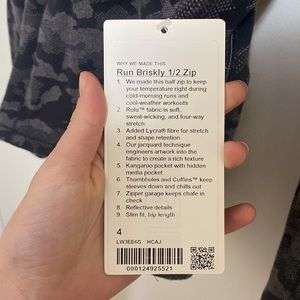 WHY WE MADE THIS
Run Briskly 1/2 Zip
1. We made this half zip to keep
your temperature right during
cold-morning runs and
cool-weather workouts
2. Rulu™ fabric is soft,
sweat-wicking, and four-way
stretch
3. Added Lycra® fibre for stretch
and shape retention
4. Our jacquard technique
engineers artwork into the
fabric to create a rich texture
5. Kangaroo pocket with hidden
media pocket
6. Thumbholes and Cuffins™ keep
sleeves down and chills out
7. Zipper garage keeps chafe in
check
8. Reflective details
9. Slim fit, hip length
4
LW3EE6S HCAJ
000124925521